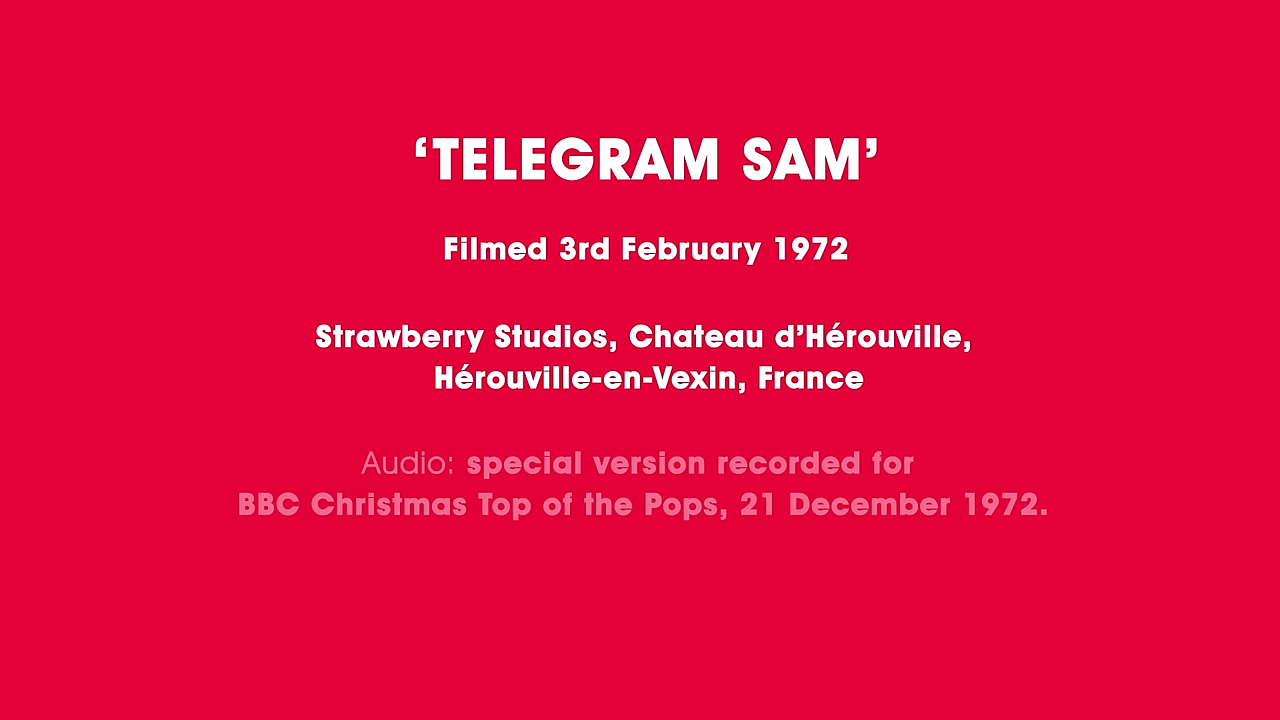 ‘TELEGRAM SAM’
Filmed 3rd February 1972
Strawberry Studios, Chateau d’Hérouville,
Hérouville-en-Vexin, France
Audio: special version recorded for
BBC Christmas Top of the Pops, 21 December 1972.